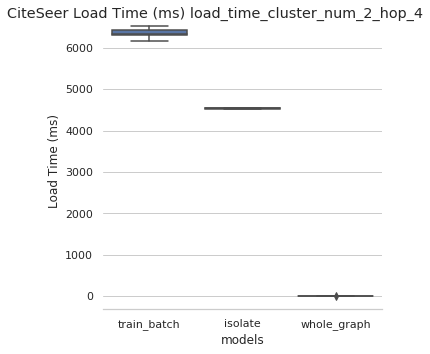 CiteSeer Load Time (ms) load_time_cluster_num_2_hop_4
6000
5000
4000
3000
2000
1000
0
Load Time (ms)
train_batch
isolate
whole_graph
models